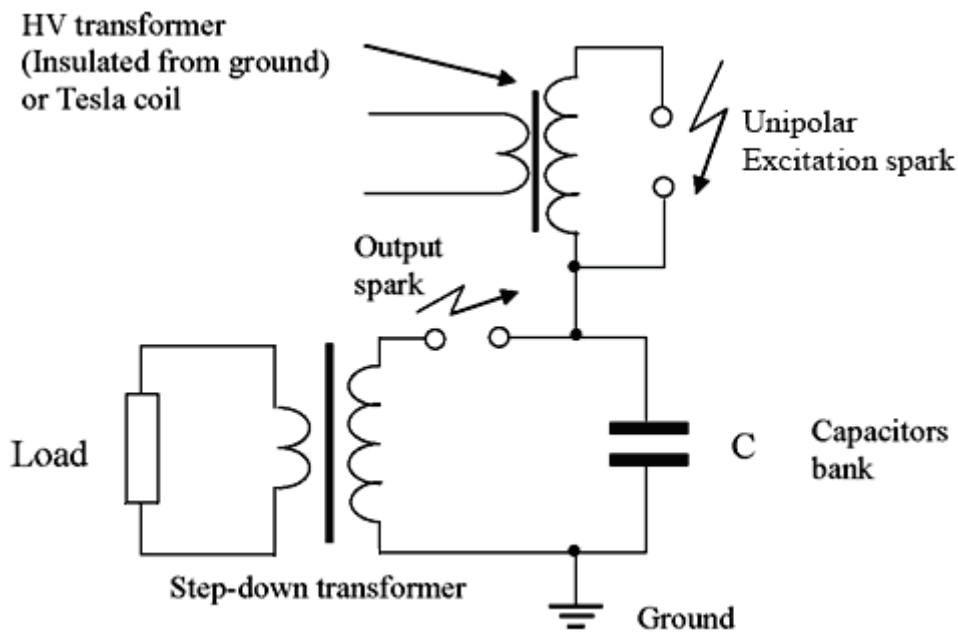 HV transformer
(Insulated from ground)
or Tesla coil
Unipolar
Excitation spark
Output
spark
Load
C
Capacitors
bank
Step-down transformer
Ground